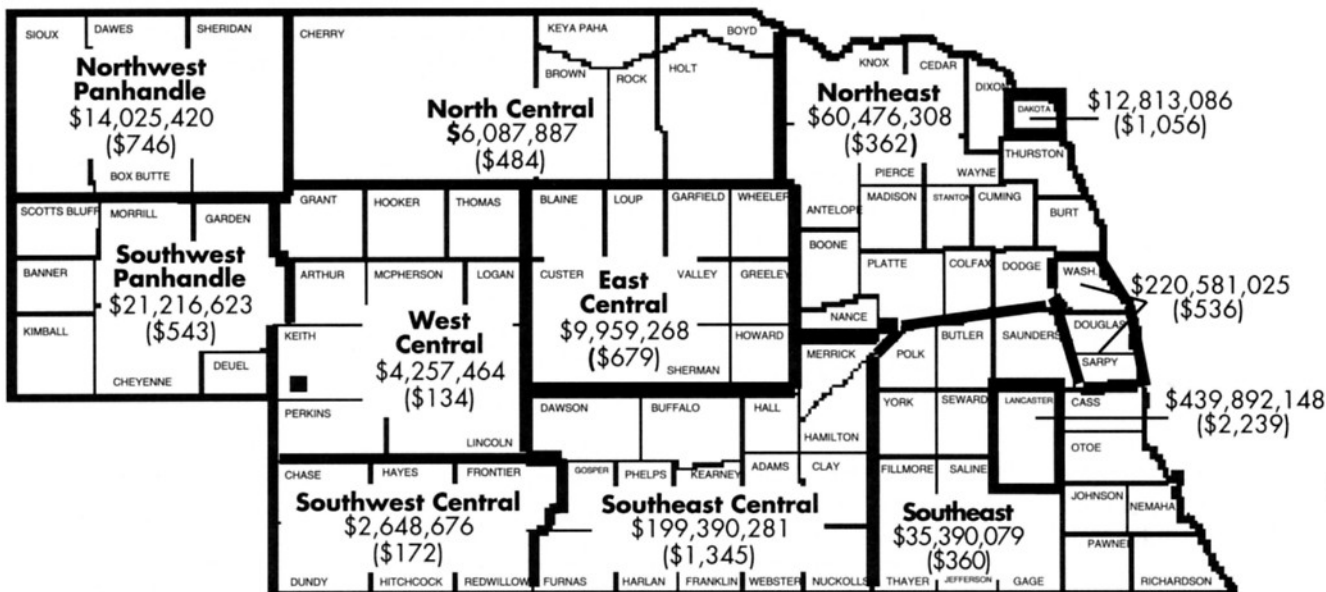 SIOUX
DAWES
SHERIDAN
Northwest
Panhandle
$14,025,420
($746)
BOX BUTTE
CHERRY
KEYA PAHA
BOYD
BROWN
ROCK
HOLT
North Central
$6,087,887
($484)
KNOX
CEDAR
DIXON
DAKOTA
$12,813,086
($1,056)
Northeast
$60,476,308
($362)
THURSTON
PIERCE
WAYNE
ANTELOPE
MADISON
STANTON
CUMING
BURT
BOONE
PLATTE
COLFAX
DODGE
WASH.
NANCE
$220,581,025
($536)
DOUGLAS
SARPY
SCOTTS BLUFF
MORRILL
GARDEN
BANNER
Southwest
Panhandle
$21,216,623
($543)
KIMBALL
CHEYENNE
DEUEL
GRANT
HOOKER
THOMAS
ARTHUR
MCPHERSON
LOGAN
KEITH
West
Central
$4,257,464
($134)
PERKINS
LINCOLN
BLAINE
LOUP
GARFIELD
WHEELER
CUSTER
VALLEY
GREELEY
East
Central
$9,959,268
($679)
HOWARD
SHERMAN
MERRICK
POLK
BUTLER
SAUNDERS
YORK
SEWARD
LANCASTER
CASS
$439,892,148
($2,239)
OTOE
DAWSON
BUFFALO
HALL
HAMILTON
CHASE
HAYES
FRONTIER
Southwest Central
$2,648,676
($172)
DUNDY
HITCHCOCK
REDWILLOW
GOSPER
PHELPS
KEARNEY
ADAMS
CLAY
Southeast Central
$199,390,281
($1,345)
FURNAS
HARLAN
FRANKLIN
WEBSTER
NUCKOLLS
FILLMORE
SALINE
Southeast
$35,390,079
($360)
THAYER
JEFFERSON
GAGE
JOHNSON
NEMAHA
PAWNEE
RICHARDSON